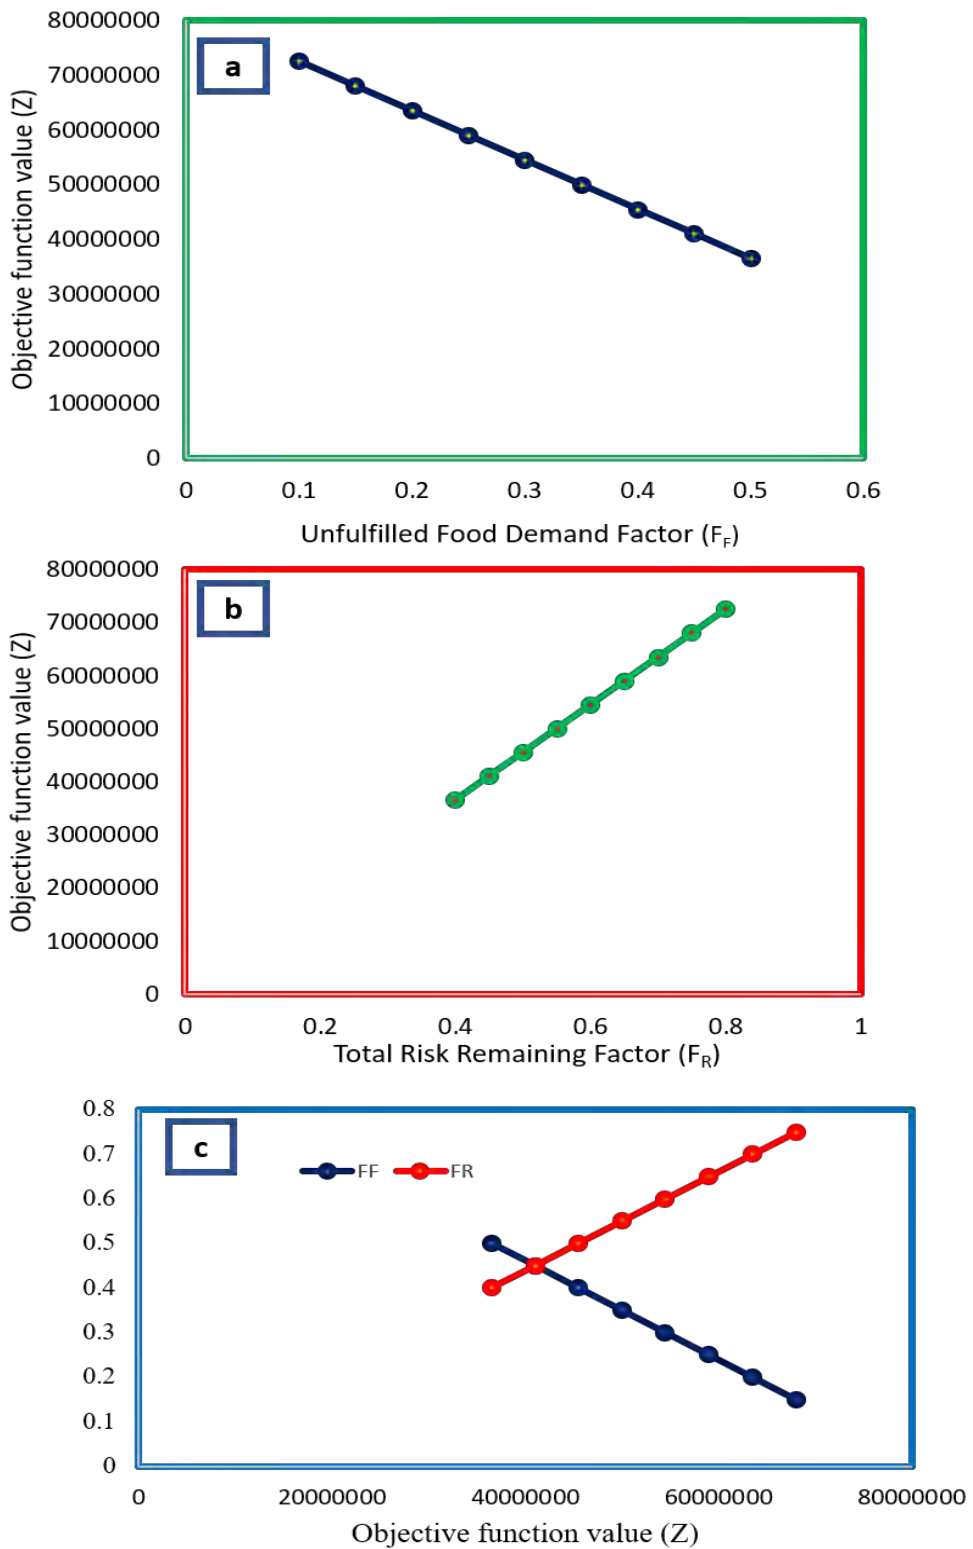 80000000
a
70000000
60000000
50000000
40000000
30000000
20000000
10000000
0
Objective function value (Z)
0 0.1 0.2 0.3 0.4 0.5 0.6
Unfulfilled Food Demand Factor (F_F)
80000000
b
70000000
60000000
50000000
40000000
30000000
20000000
10000000
0
Objective function value (Z)
0 0.2 0.4 0.6 0.8 1
Total Risk Remaining Factor (F_R)
0.8
c
0.7
FF FR
0.6
0.5
0.4
0.3
0.2
0.1
0
0 20000000 40000000 60000000 80000000
Objective function value (Z)